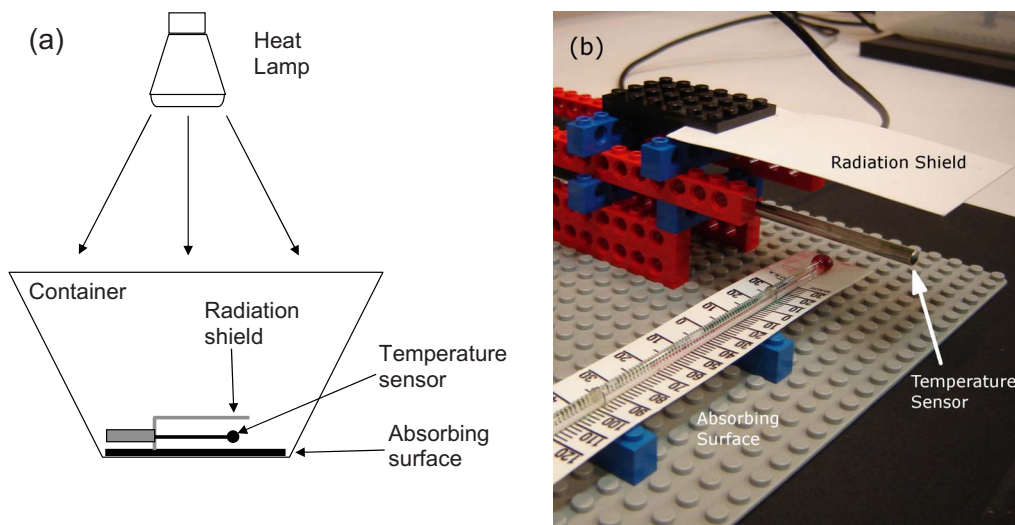 (a)
Heat
Lamp
Container
Radiation
shield
Temperature
sensor
Absorbing
surface
(b)
Radiation Shield
Temperature
Sensor
Absorbing
Surface